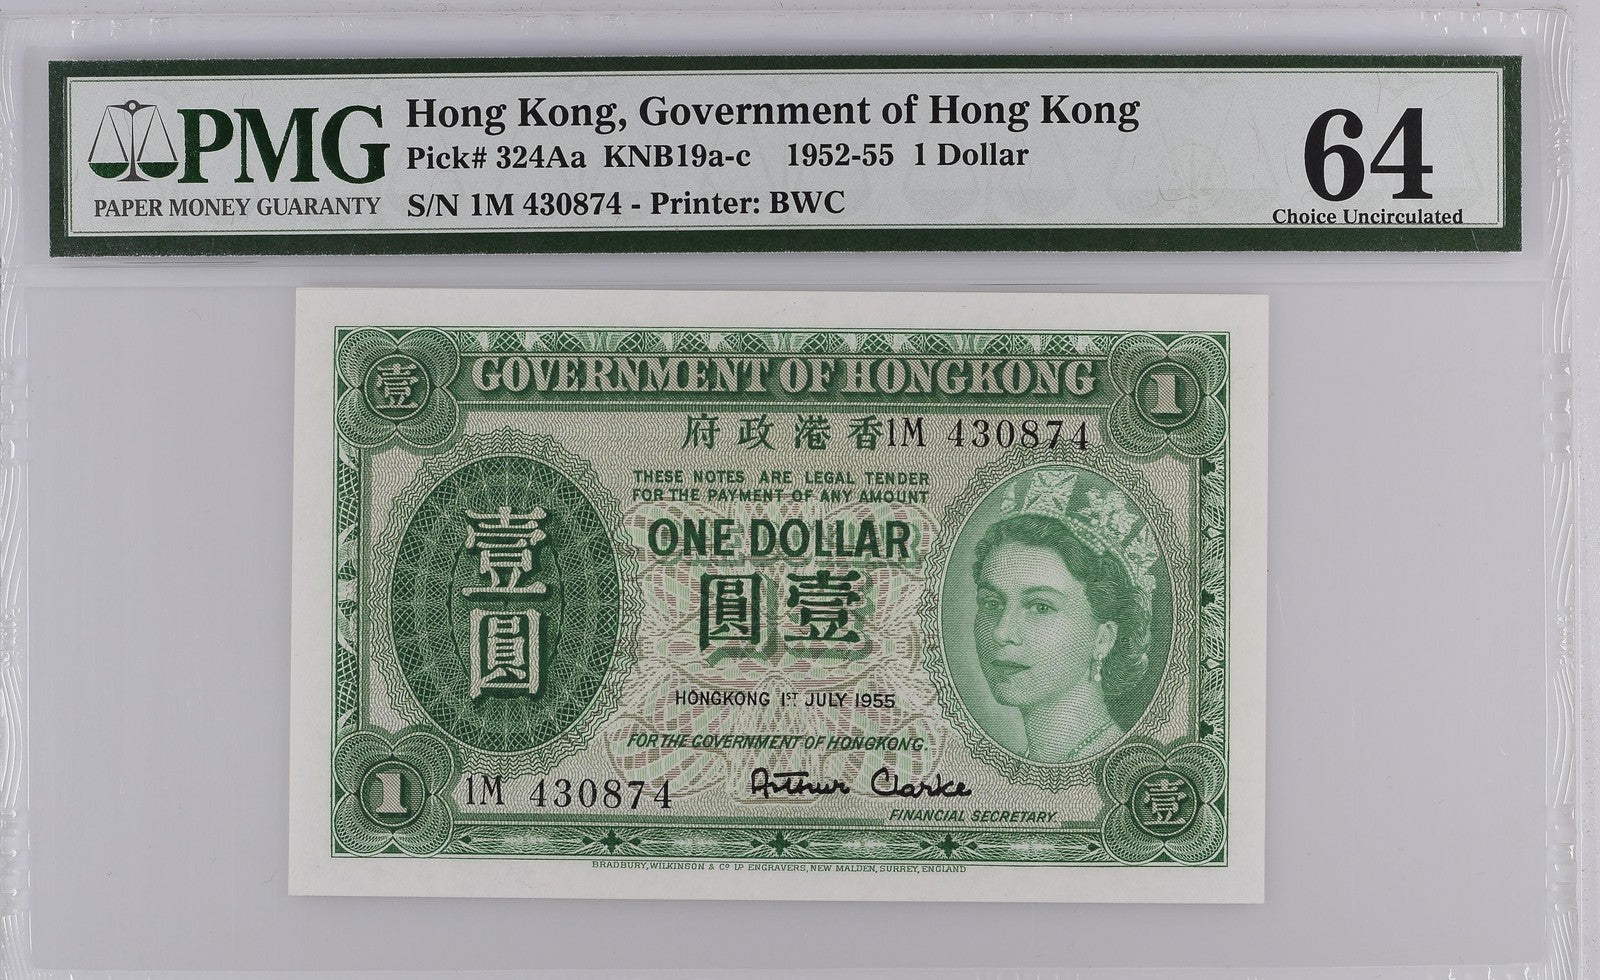 PMG
PAPER MONEY GUARANTY
Hong Kong, Government of Hong Kong
Pick# 324Aa KNB19a-c 1952-55 1 Dollar
S/N 1M 430874 - Printer: BWC
64
Choice Uncirculated
壹
GOVERNMENT OF HONGKONG
1
府政港香
1M 430874
THESE NOTES ARE LEGAL TENDER
FOR THE PAYMENT OF ANY AMOUNT
ONE DOLLAR
圓壹
壹
圓
HONGKONG 1ST JULY 1955
FOR THE GOVERNMENT OF HONGKONG.
1
1M 430874
Arthur Clarke
FINANCIAL SECRETARY.
壹
BRADBURY, WILKINSON & Cº Lᴰ ENGRAVERS, NEW MALDEN, SURREY, ENGLAND